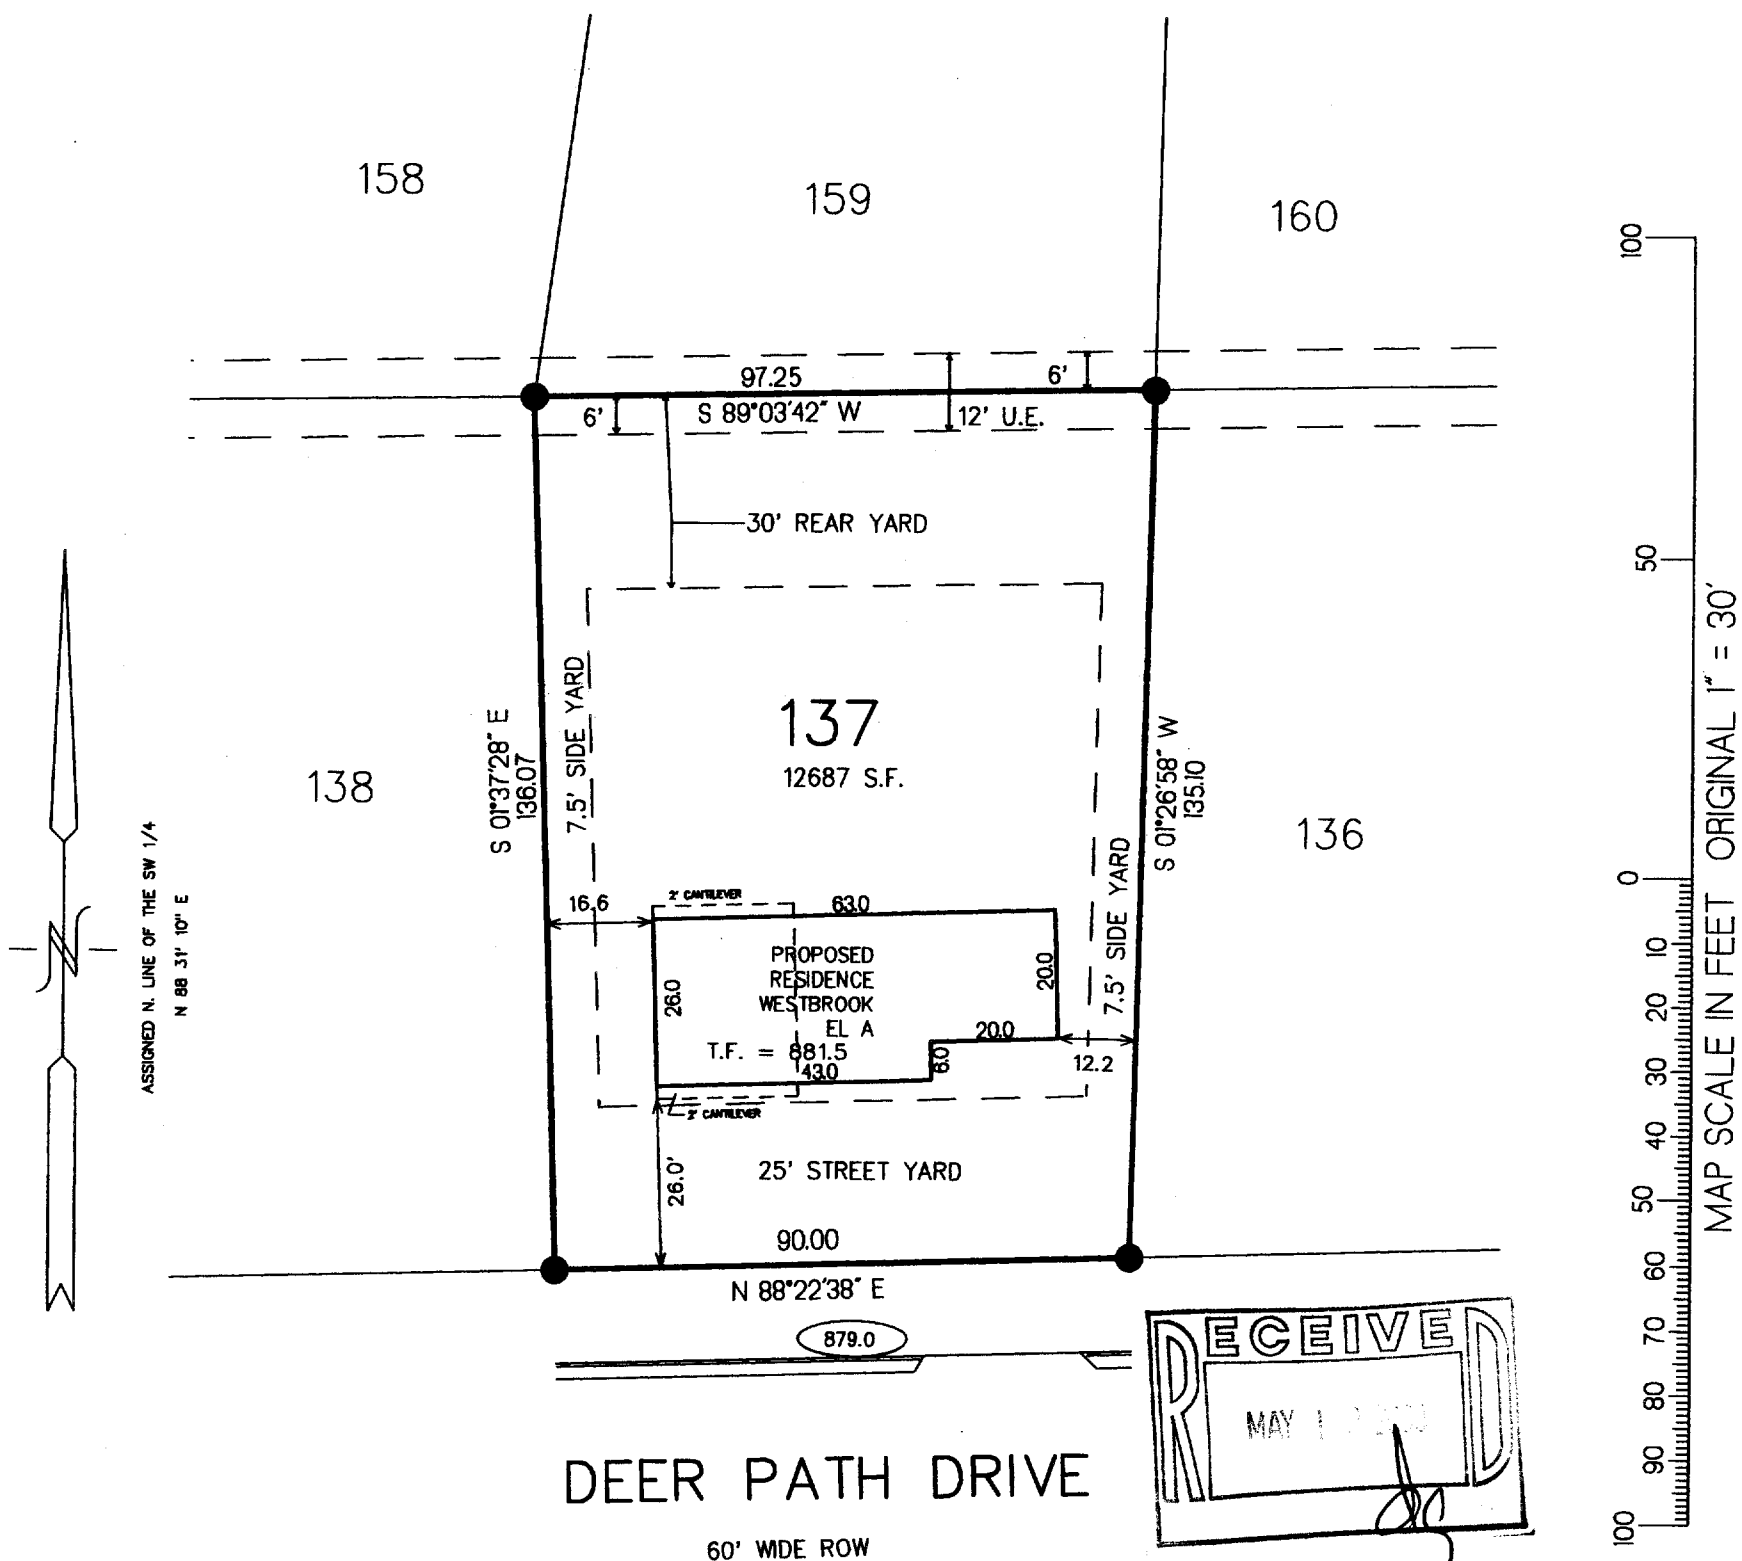 158
159
160
97.25
6'
6'
S 89°03'42" W
12' U.E.
30' REAR YARD
7.5' SIDE YARD
137
12687 S.F.
S 01°37'28" E
136.07
S 01°26'58" W
135.10
138
136
7.5' SIDE YARD
ASSIGNED N. LINE OF THE SW 1/4
N 88 31' 10" E
N
2' CANTILEVER
16.6
63.0
PROPOSED
RESIDENCE
WESTBROOK
EL A
T.F. = 881.5
26.0
20.0
20.0
6.0
43.0
12.2
2' CANTILEVER
26.0'
25' STREET YARD
90.00
N 88°22'38" E
879.0
DEER PATH DRIVE
60' WIDE ROW
RECEIVED
MAY
100
50
0
10
20
30
40
50
60
70
80
90
100
MAP SCALE IN FEET ORIGINAL 1" = 30'